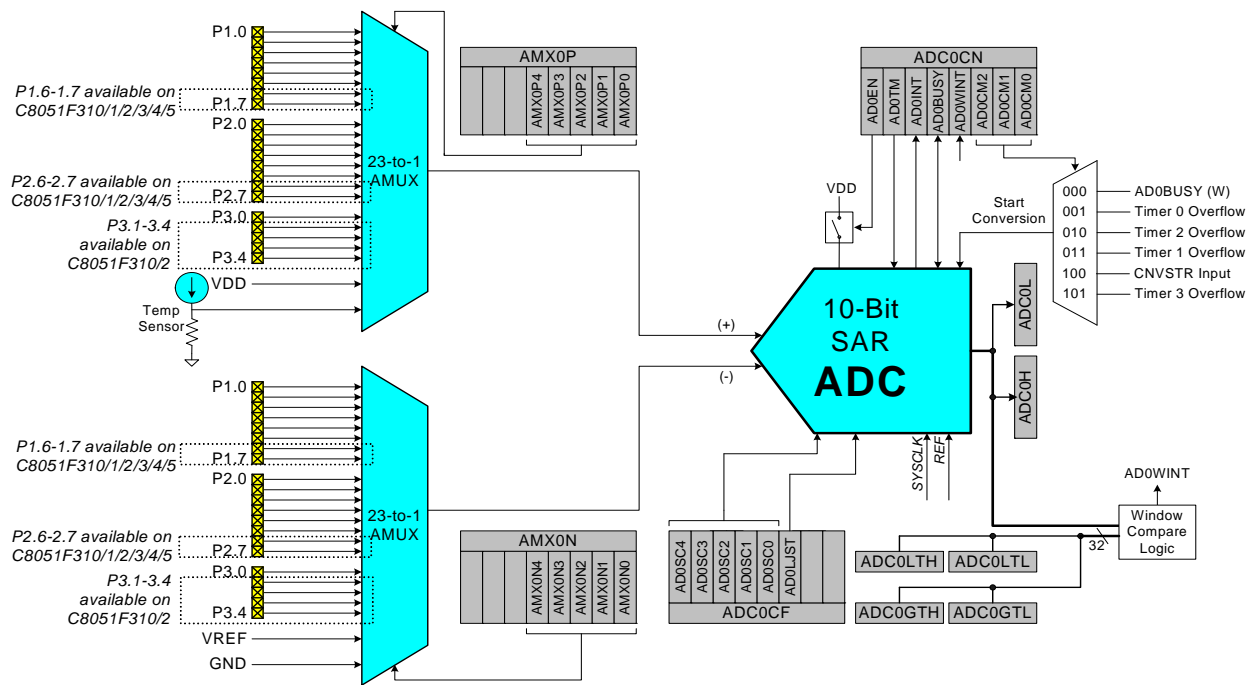 P1.0
P1.6-1.7 available on
C8051F310/1/2/3/4/5
P1.7
P2.0
P2.6-2.7 available on
C8051F310/1/2/3/4/5
P2.7
P3.0
P3.1-3.4
available on
C8051F310/2
P3.4
VDD
Temp
Sensor
23-to-1
AMUX
AMX0P
AMX0P4
AMX0P3
AMX0P2
AMX0P1
AMX0P0
ADC0CN
AD0EN
AD0TM
AD0INT
AD0BUSY
AD0WINT
AD0CM2
AD0CM1
AD0CM0
VDD
Start
Conversion
000
AD0BUSY (W)
001
Timer 0 Overflow
010
Timer 2 Overflow
011
Timer 1 Overflow
100
CNVSTR Input
101
Timer 3 Overflow
(+)
(-)
10-Bit
SAR
ADC
ADC0L
ADC0H
SYSCLK
REF
P1.0
P1.6-1.7 available on
C8051F310/1/2/3/4/5
P1.7
P2.0
P2.6-2.7 available on
C8051F310/1/2/3/4/5
P2.7
P3.0
P3.1-3.4
available on
C8051F310/2
P3.4
VREF
GND
23-to-1
AMUX
AMX0N
AMX0N4
AMX0N3
AMX0N2
AMX0N1
AMX0N0
AD0SC4
AD0SC3
AD0SC2
AD0SC1
AD0SC0
AD0LJST
ADC0CF
AD0WINT
Window
Compare
Logic
32
ADC0LTH
ADC0LTL
ADC0GTH
ADC0GTL